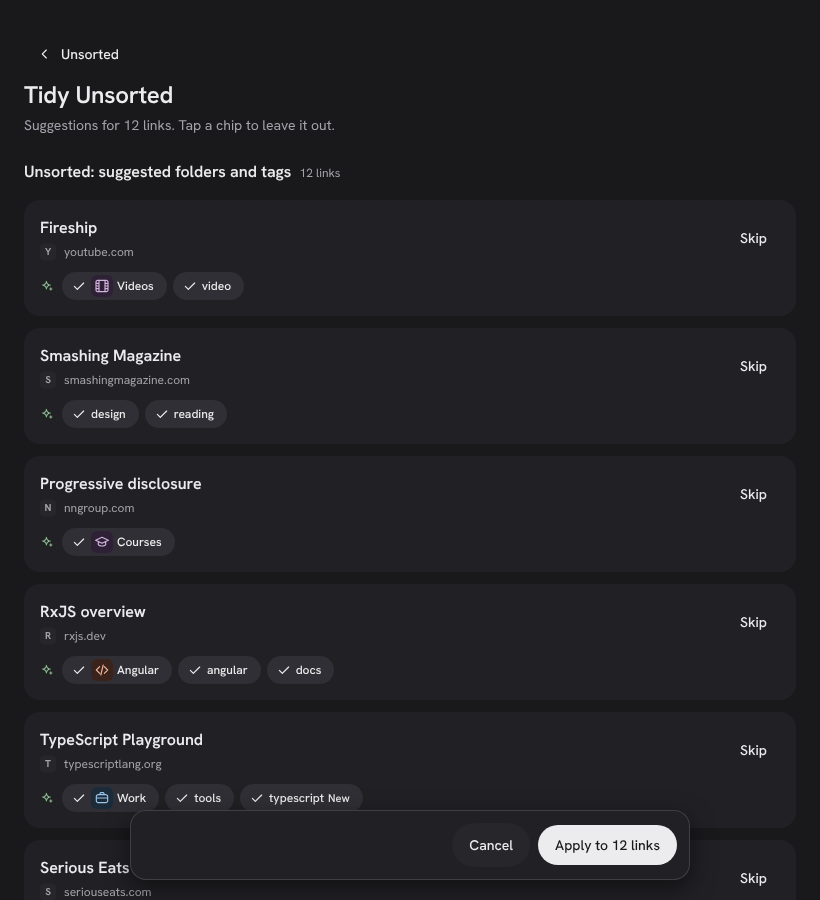 Unsorted
Tidy Unsorted
Suggestions for 12 links. Tap a chip to leave it out.
Unsorted: suggested folders and tags 12 links
Fireship
Skip
Y youtube.com
Videos video
Smashing Magazine
Skip
S smashingmagazine.com
design reading
Progressive disclosure
Skip
N nngroup.com
Courses
RxJS overview
Skip
R rxjs.dev
Angular angular docs
TypeScript Playground
Skip
T typescriptlang.org
Work tools typescript New
Cancel Apply to 12 links
Serious Eats
Skip
S seriouseats.com